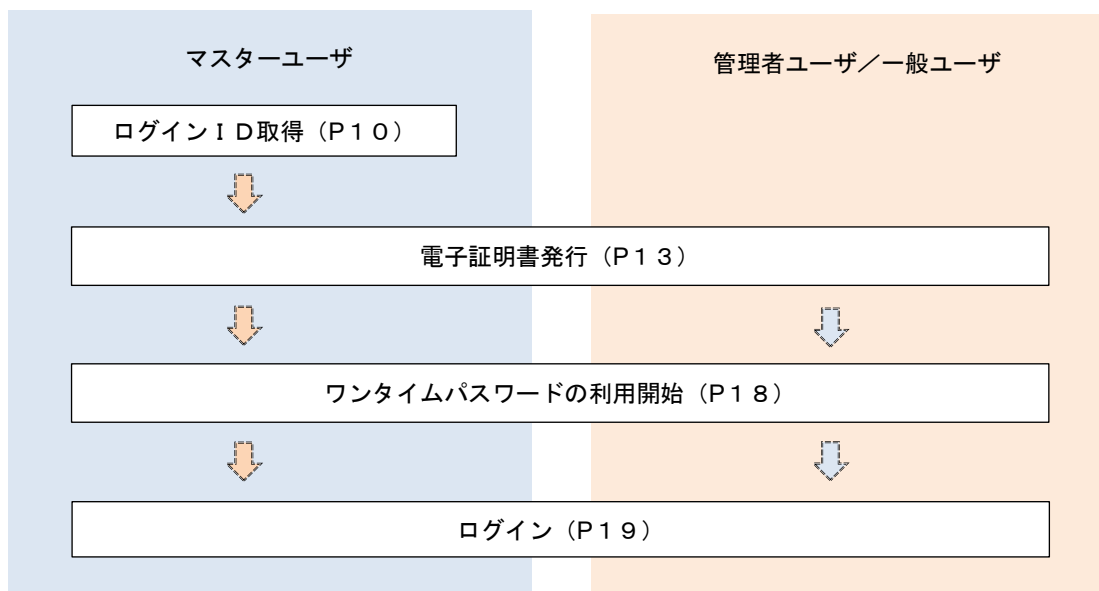 マスターユーザ
管理者ユーザ／一般ユーザ
ログインＩＤ取得（P１０）
電子証明書発行（P１３）
ワンタイムパスワードの利用開始（P１８）
ログイン（P１９）